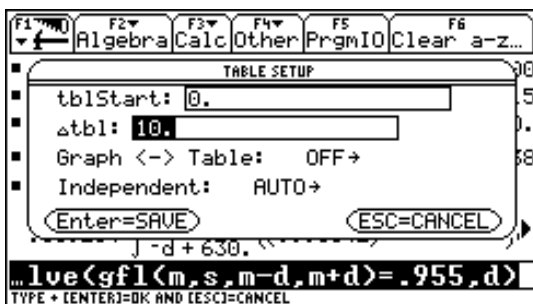 F1 F2 F3 F4 F5 F6
Algebra Calc Other PrgmIO Clear a-z…
TABLE SETUP
tblStart: 0.
△tbl: 10.
Graph <-> Table: OFF→
Independent: AUTO→
Enter=SAVE ESC=CANCEL
-d + 630.
…lve(gfl(m,s,m-d,m+d)=.955,d)
TYPE + [ENTER]=OK AND [ESC]=CANCEL